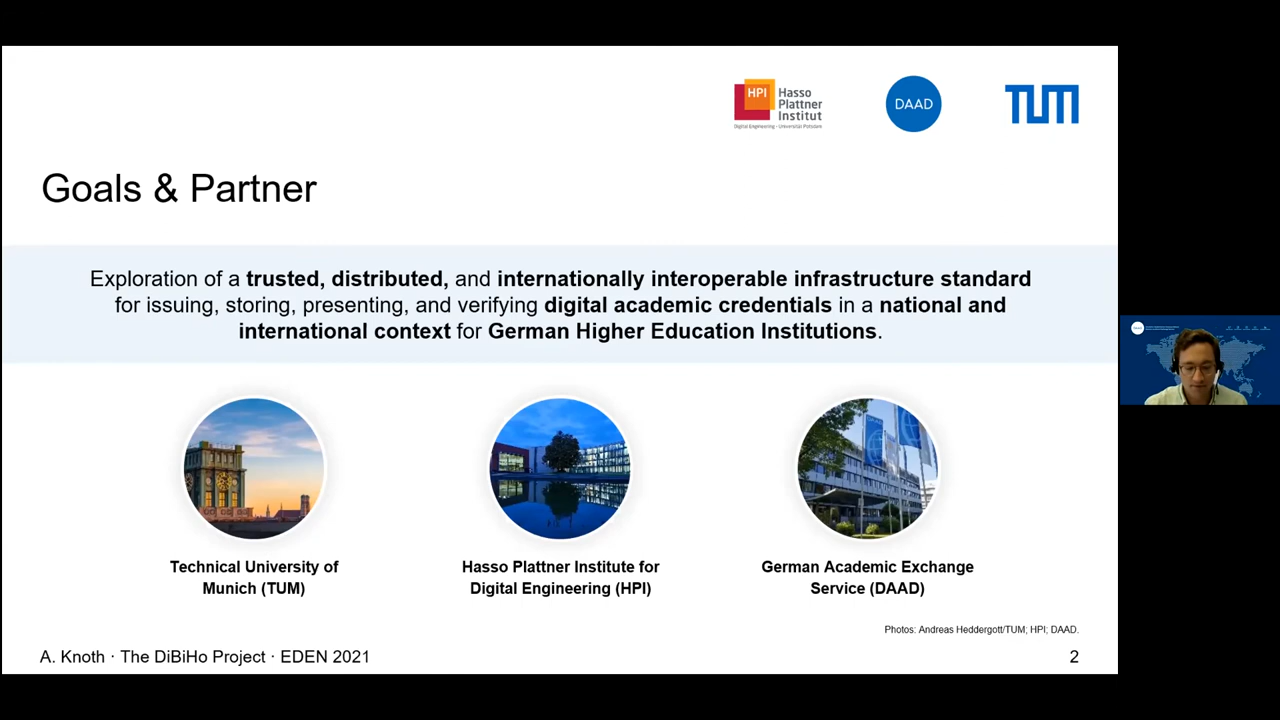 HPI
Hasso
Plattner
Institut
Digital Engineering • Universität Potsdam
DAAD
TUM
Goals & Partner
Exploration of a trusted, distributed, and internationally interoperable infrastructure standard
for issuing, storing, presenting, and verifying digital academic credentials in a national and
international context for German Higher Education Institutions.
Technical University of
Munich (TUM)
Hasso Plattner Institute for
Digital Engineering (HPI)
German Academic Exchange
Service (DAAD)
Photos: Andreas Heddergott/TUM; HPI; DAAD.
A. Knoth · The DiBiHo Project · EDEN 2021
2